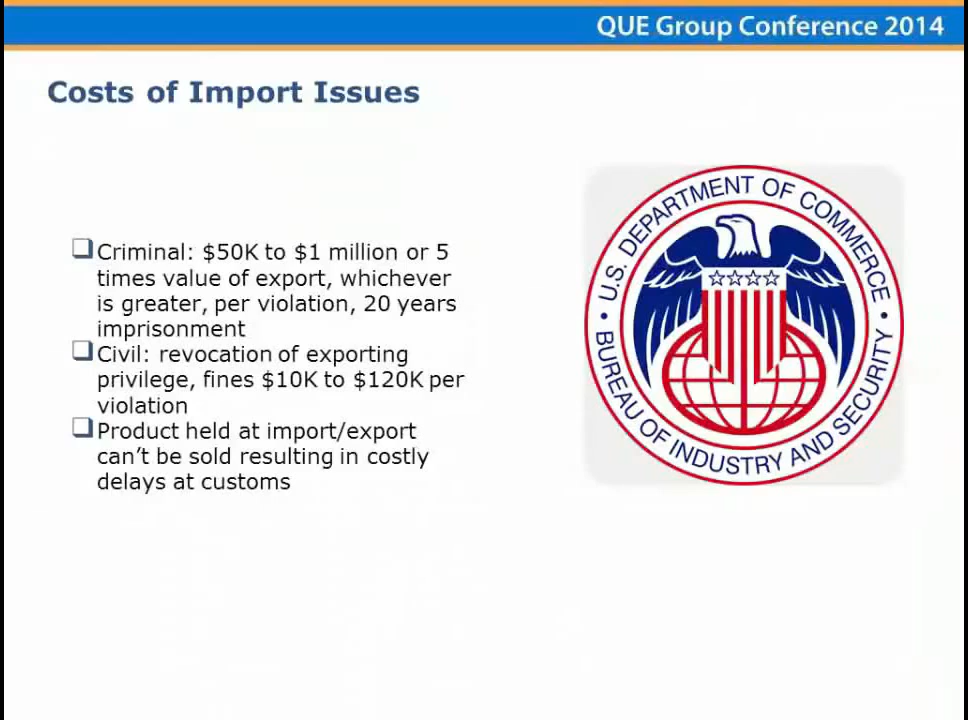 QUE Group Conference 2014
Costs of Import Issues
Criminal: $50K to $1 million or 5
times value of export, whichever
is greater, per violation, 20 years
imprisonment
Civil: revocation of exporting
privilege, fines $10K to $120K per
violation
Product held at import/export
can’t be sold resulting in costly
delays at customs
U.S. DEPARTMENT OF COMMERCE
BUREAU OF INDUSTRY AND SECURITY